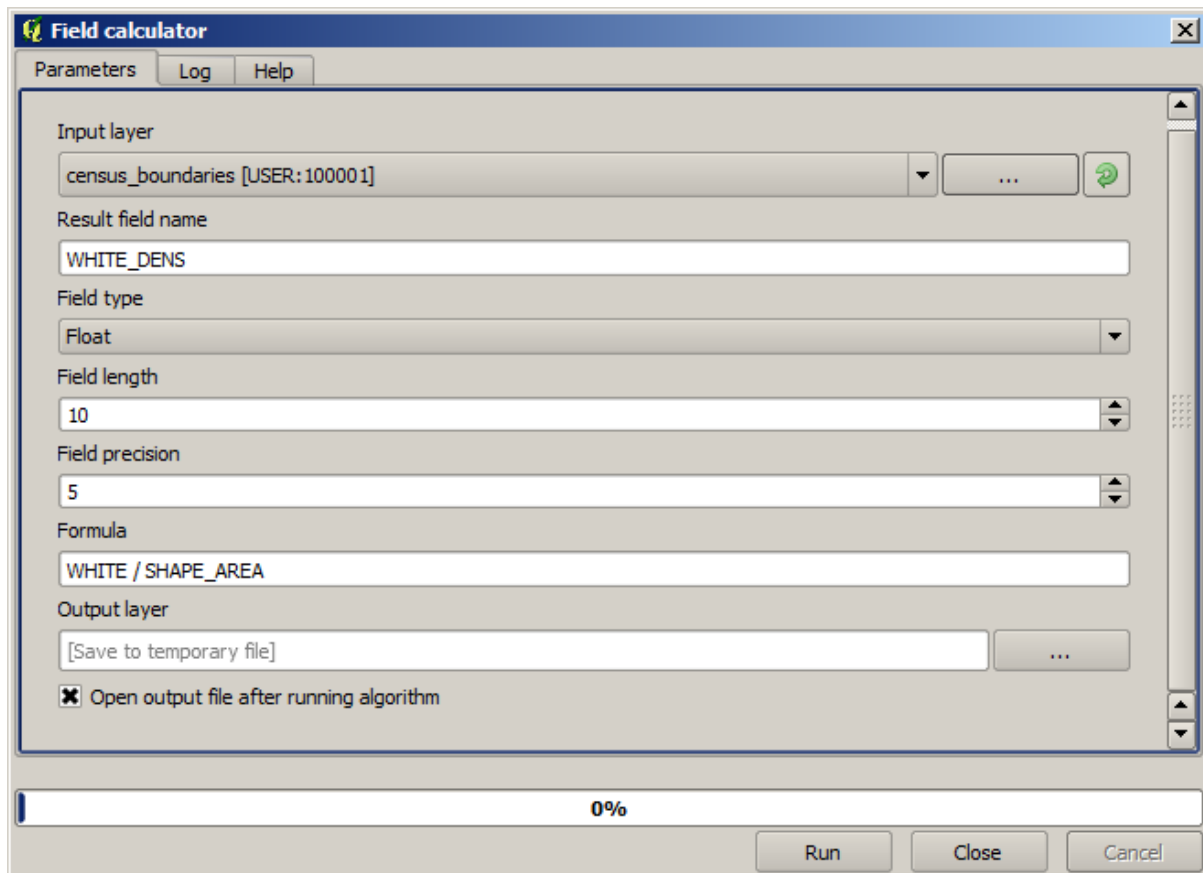 Field calculator
Parameters Log Help
Input layer
census_boundaries [USER:100001] ...
Result field name
WHITE_DENS
Field type
Float
Field length
10
Field precision
5
Formula
WHITE / SHAPE_AREA
Output layer
[Save to temporary file] ...
Open output file after running algorithm
0%
Run Close Cancel